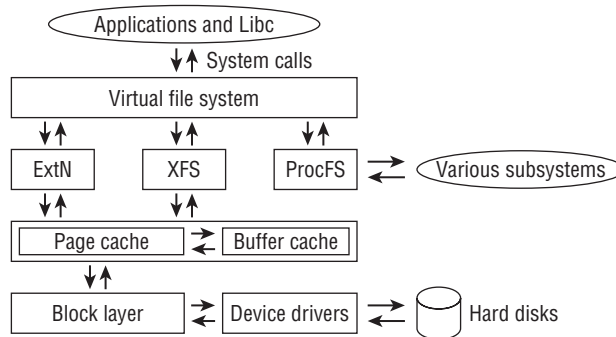 Applications and Libc
System calls
Virtual file system
ExtN
XFS
ProcFS
Various subsystems
Page cache
Buffer cache
Block layer
Device drivers
Hard disks